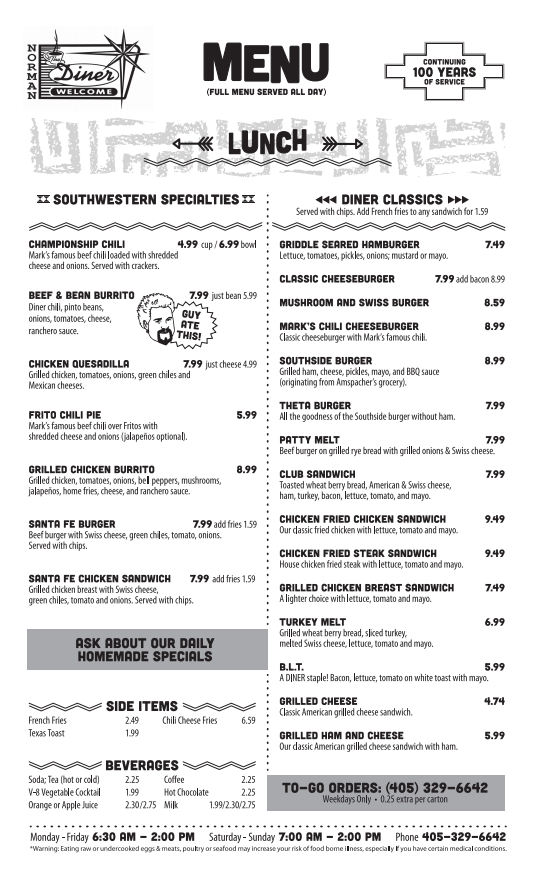 NORMAN
The Diner
WELCOME
MENU
(FULL MENU SERVED ALL DAY)
CONTINUING
100 YEARS
OF SERVICE
LUNCH
SOUTHWESTERN SPECIALTIES
CHAMPIONSHIP CHILI 4.99 cup / 6.99 bowl
Mark's famous beef chili loaded with shredded
cheese and onions. Served with crackers.
BEEF & BEAN BURRITO 7.99 just bean 5.99
Diner chili, pinto beans,
onions, tomatoes, cheese,
ranchero sauce.
GUY
ATE
THIS!
CHICKEN QUESADILLA 7.99 just cheese 4.99
Grilled chicken, tomatoes, onions, green chiles and
Mexican cheeses.
FRITO CHILI PIE 5.99
Mark's famous beef chili over Fritos with
shredded cheese and onions (jalapeños optional).
GRILLED CHICKEN BURRITO 8.99
Grilled chicken, tomatoes, onions, bell peppers, mushrooms,
jalapeños, home fries, cheese, and ranchero sauce.
SANTA FE BURGER 7.99 add fries 1.59
Beef burger with Swiss cheese, green chiles, tomato, onions.
Served with chips.
SANTA FE CHICKEN SANDWICH 7.99 add fries 1.59
Grilled chicken breast with Swiss cheese,
green chiles, tomato and onions. Served with chips.
ASK ABOUT OUR DAILY
HOMEMADE SPECIALS
SIDE ITEMS
French Fries 2.49 Chili Cheese Fries 6.59
Texas Toast 1.99
BEVERAGES
Soda; Tea (hot or cold) 2.25 Coffee 2.25
V-8 Vegetable Cocktail 1.99 Hot Chocolate 2.25
Orange or Apple Juice 2.30/2.75 Milk 1.99/2.30/2.75
DINER CLASSICS
Served with chips. Add French fries to any sandwich for 1.59
GRIDDLE SEARED HAMBURGER 7.49
Lettuce, tomatoes, pickles, onions; mustard or mayo.
CLASSIC CHEESEBURGER 7.99 add bacon 8.99
MUSHROOM AND SWISS BURGER 8.59
MARK'S CHILI CHEESEBURGER 8.99
Classic cheeseburger with Mark's famous chili.
SOUTHSIDE BURGER 8.99
Grilled ham, cheese, pickles, mayo, and BBQ sauce
(originating from Amspacher's grocery).
THETA BURGER 7.99
All the goodness of the Southside burger without ham.
PATTY MELT 7.99
Beef burger on grilled rye bread with grilled onions & Swiss cheese.
CLUB SANDWICH 7.99
Toasted wheat berry bread, American & Swiss cheese,
ham, turkey, bacon, lettuce, tomato, and mayo.
CHICKEN FRIED CHICKEN SANDWICH 9.49
Our classic fried chicken with lettuce, tomato and mayo.
CHICKEN FRIED STEAK SANDWICH 9.49
House chicken fried steak with lettuce, tomato and mayo.
GRILLED CHICKEN BREAST SANDWICH 7.49
A lighter choice with lettuce, tomato and mayo.
TURKEY MELT 6.99
Grilled wheat berry bread, sliced turkey,
melted Swiss cheese, lettuce, tomato and mayo.
B.L.T. 5.99
A DINER staple! Bacon, lettuce, tomato on white toast with mayo.
GRILLED CHEESE 4.74
Classic American grilled cheese sandwich.
GRILLED HAM AND CHEESE 5.99
Our classic American grilled cheese sandwich with ham.
TO-GO ORDERS: (405) 329-6642
Weekdays Only • 0.25 extra per carton
Monday - Friday 6:30 AM – 2:00 PM Saturday - Sunday 7:00 AM – 2:00 PM Phone 405-329-6642
*Warning: Eating raw or undercooked eggs & meats, poultry or seafood may increase your risk of food borne illness, especially if you have certain medical conditions.